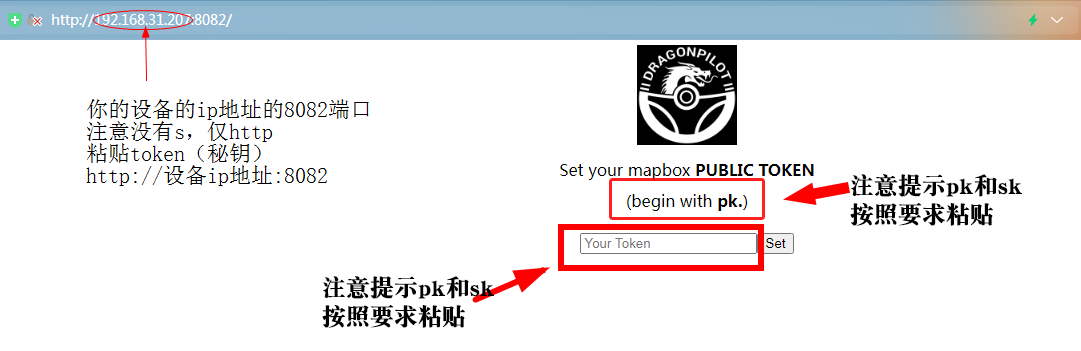 http://192.168.31.207:8082/
DRAGONPILOT
你的设备的ip地址的8082端口
注意没有s，仅http
粘贴token（秘钥）
http://设备ip地址:8082
Set your mapbox PUBLIC TOKEN
(begin with pk.)
注意提示pk和sk
按照要求粘贴
Your Token
Set
注意提示pk和sk
按照要求粘贴